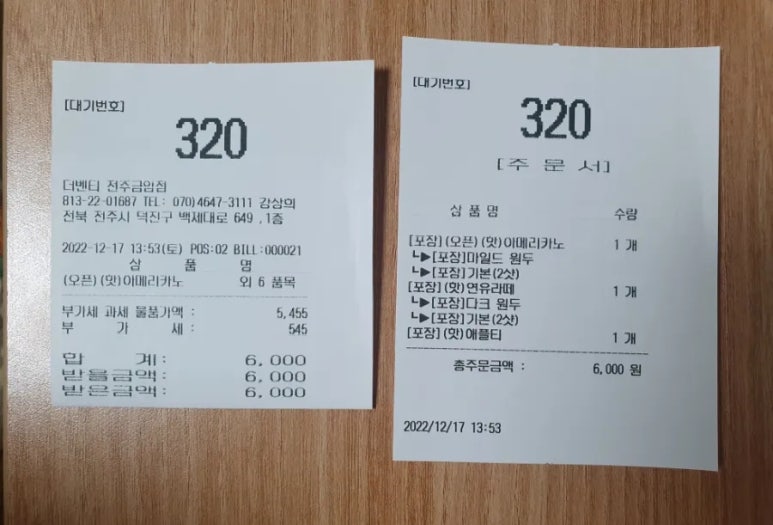 [대기번호]
320
더벤티 전주금암점
813-22-01687 TEL: 070)4647-3111 강상의
전북 전주시 덕진구 백제대로 649 ,1층
2022-12-17 13:53(토) POS:02 BILL:000021
상 품 명
(오픈)(핫)아메리카노 외 6 품목
부가세 과세 물품가액 : 5,455
부 가 세: 545
합 계: 6,000
받을금액: 6,000
받은금액: 6,000
[대기번호]
320
[주 문 서]
상 품 명 수량
[포장](오픈)(핫)아메리카노 1 개
┗▶[포장]마일드 원두
┗▶[포장]기본(2샷)
[포장](핫)연유라떼 1 개
┗▶[포장]다크 원두
┗▶[포장]기본(2샷)
[포장](핫)애플티 1 개
총주문금액 : 6,000 원
2022/12/17 13:53